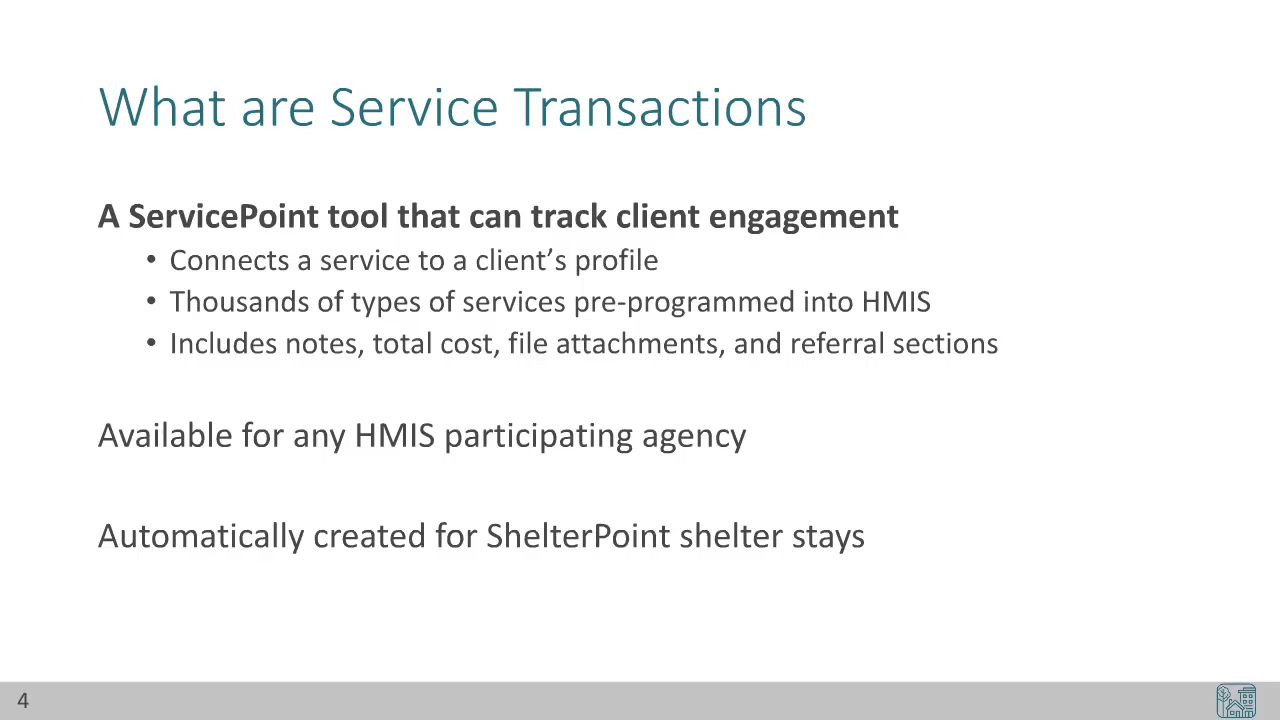 What are Service Transactions
A ServicePoint tool that can track client engagement
• Connects a service to a client’s profile
• Thousands of types of services pre-programmed into HMIS
• Includes notes, total cost, file attachments, and referral sections
Available for any HMIS participating agency
Automatically created for ShelterPoint shelter stays
4